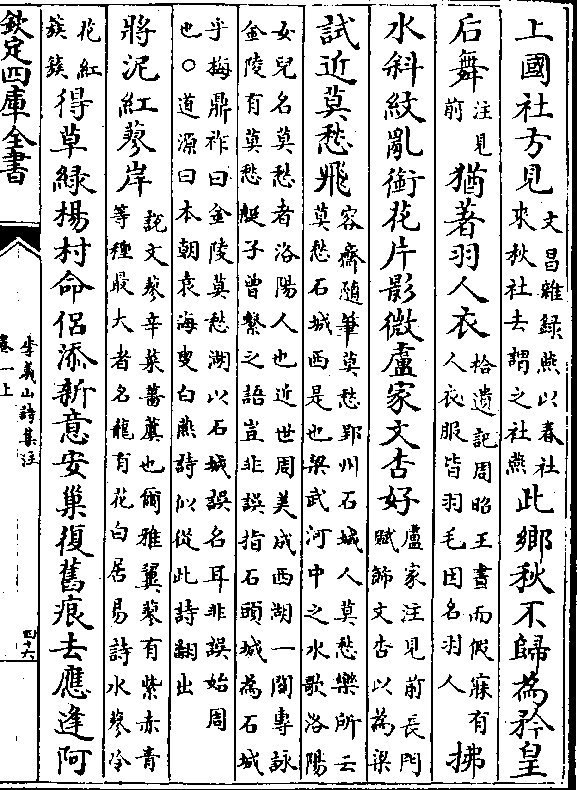 上國社方見文昌雜録燕以春社來秋社去謂之社燕此鄉秋不歸為矜皇
后舞注見前猶著羽人衣拾遺記周昭王晝而假寐有人衣服皆羽毛因名羽人拂
水斜紋亂銜花片影微盧家文杏好盧家注見前長門賦飾文杏以為梁
試近莫愁飛容齋隨筆莫愁郢州石城人莫愁樂所云莫愁石城西是也梁武河中之水歌洛陽
女兒名莫愁者洛陽人也近世周美成西湖一闋專詠金陵有莫愁艇子曾繫之語豈非誤指石頭城為石城
乎梅鼎祚曰金陵莫愁湖以石城誤名耳非誤始周也○道源曰本朝袁海叟白燕詩似從此詩翻出
將泥紅蓼岸說文蓼辛菜薔也爾雅翼蓼有紫赤青等種最大者名龍有花白居易詩水蓼冷
花紅蔟蔟得草綠楊村命侶添新意安巢復舊痕去應逢阿
欽定四庫全書
李義山詩集注
卷一上
四十六